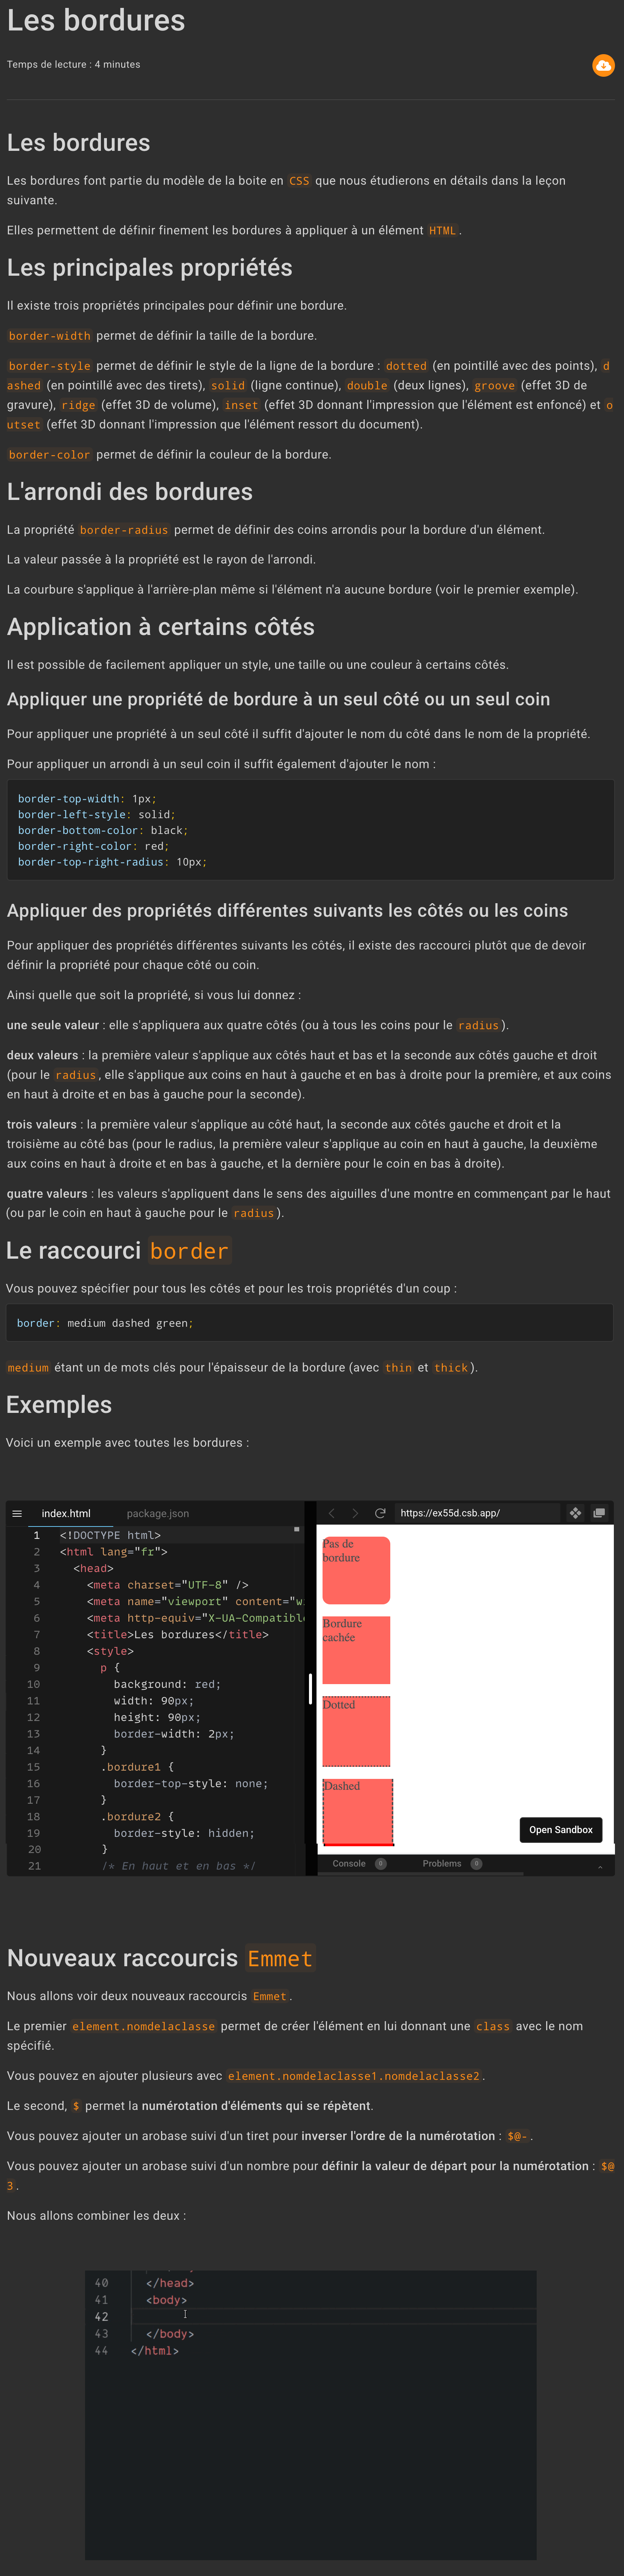 Les bordures
Temps de lecture : 4 minutes
Les bordures
Les bordures font partie du modèle de la boite en CSS que nous étudierons en détails dans la leçon
suivante.
Elles permettent de définir finement les bordures à appliquer à un élément HTML.
Les principales propriétés
Il existe trois propriétés principales pour définir une bordure.
border-width permet de définir la taille de la bordure.
border-style permet de définir le style de la ligne de la bordure : dotted (en pointillé avec des points), d
ashed (en pointillé avec des tirets), solid (ligne continue), double (deux lignes), groove (effet 3D de
gravure), ridge (effet 3D de volume), inset (effet 3D donnant l'impression que l'élément est enfoncé) et o
utset (effet 3D donnant l'impression que l'élément ressort du document).
border-color permet de définir la couleur de la bordure.
L'arrondi des bordures
La propriété border-radius permet de définir des coins arrondis pour la bordure d'un élément.
La valeur passée à la propriété est le rayon de l'arrondi.
La courbure s'applique à l'arrière-plan même si l'élément n'a aucune bordure (voir le premier exemple).
Application à certains côtés
Il est possible de facilement appliquer un style, une taille ou une couleur à certains côtés.
Appliquer une propriété de bordure à un seul côté ou un seul coin
Pour appliquer une propriété à un seul côté il suffit d'ajouter le nom du côté dans le nom de la propriété.
Pour appliquer un arrondi à un seul coin il suffit également d'ajouter le nom :
border-top-width: 1px;
border-left-style: solid;
border-bottom-color: black;
border-right-color: red;
border-top-right-radius: 10px;
Appliquer des propriétés différentes suivants les côtés ou les coins
Pour appliquer des propriétés différentes suivants les côtés, il existe des raccourci plutôt que de devoir
définir la propriété pour chaque côté ou coin.
Ainsi quelle que soit la propriété, si vous lui donnez :
une seule valeur : elle s'appliquera aux quatre côtés (ou à tous les coins pour le radius).
deux valeurs : la première valeur s'applique aux côtés haut et bas et la seconde aux côtés gauche et droit
(pour le radius, elle s'applique aux coins en haut à gauche et en bas à droite pour la première, et aux coins
en haut à droite et en bas à gauche pour la seconde).
trois valeurs : la première valeur s'applique au côté haut, la seconde aux côtés gauche et droit et la
troisième au côté bas (pour le radius, la première valeur s'applique au coin en haut à gauche, la deuxième
aux coins en haut à droite et en bas à gauche, et la dernière pour le coin en bas à droite).
quatre valeurs : les valeurs s'appliquent dans le sens des aiguilles d'une montre en commençant par le haut
(ou par le coin en haut à gauche pour le radius).
Le raccourci border
Vous pouvez spécifier pour tous les côtés et pour les trois propriétés d'un coup :
border: medium dashed green;
medium étant un de mots clés pour l'épaisseur de la bordure (avec thin et thick).
Exemples
Voici un exemple avec toutes les bordures :
index.html package.json
1 <!DOCTYPE html>
2 <html lang="fr">
3 <head>
4 <meta charset="UTF-8" />
5 <meta name="viewport" content="w
6 <meta http-equiv="X-UA-Compatible
7 <title>Les bordures</title>
8 <style>
9 p {
10 background: red;
11 width: 90px;
12 height: 90px;
13 border-width: 2px;
14 }
15 .bordure1 {
16 border-top-style: none;
17 }
18 .bordure2 {
19 border-style: hidden;
20 }
21 /* En haut et en bas */
https://ex55d.csb.app/
Pas de
bordure
Bordure
cachée
Dotted
Dashed
Open Sandbox
Console 0 Problems 0
Nouveaux raccourcis Emmet
Nous allons voir deux nouveaux raccourcis Emmet.
Le premier element.nomdelaclasse permet de créer l'élément en lui donnant une class avec le nom
spécifié.
Vous pouvez en ajouter plusieurs avec element.nomdelaclasse1.nomdelaclasse2.
Le second, $ permet la numérotation d'éléments qui se répètent.
Vous pouvez ajouter un arobase suivi d'un tiret pour inverser l'ordre de la numérotation : $@-.
Vous pouvez ajouter un arobase suivi d'un nombre pour définir la valeur de départ pour la numérotation : $@
3.
Nous allons combiner les deux :
40 </head>
41 <body>
42
43 </body>
44 </html>